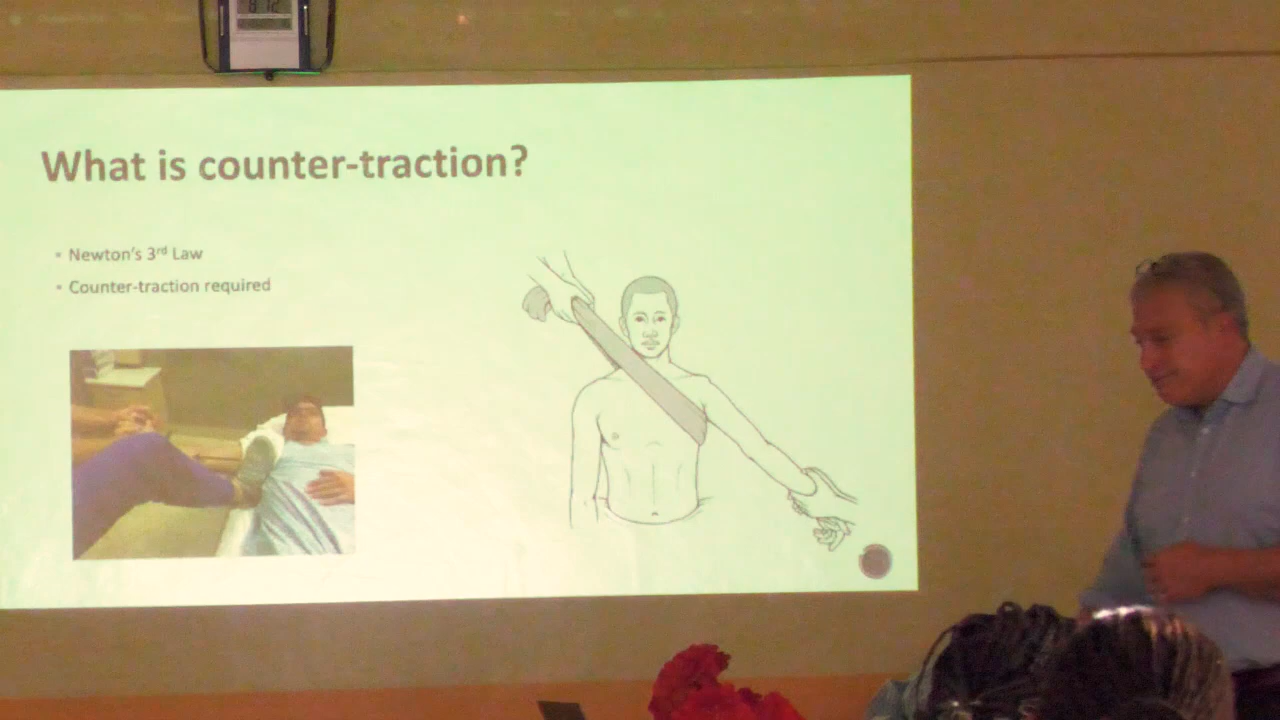 What is counter-traction?
Newton's 3rd Law
Counter-traction required